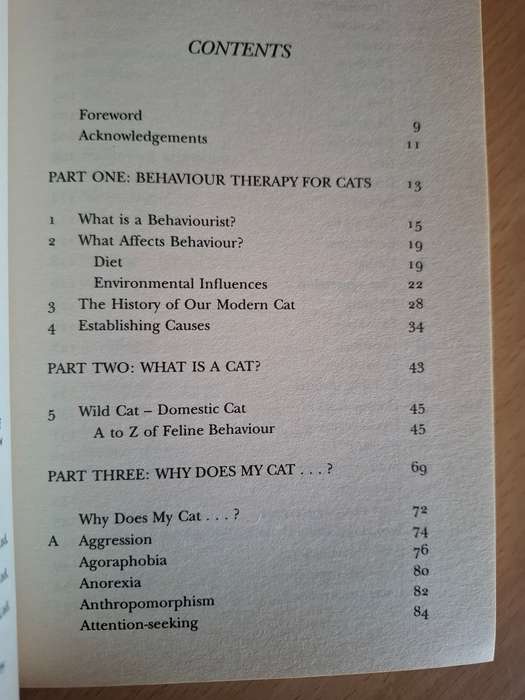 CONTENTS
Foreword 9
Acknowledgements 11
PART ONE: BEHAVIOUR THERAPY FOR CATS 13
1 What is a Behaviourist? 15
2 What Affects Behaviour? 19
Diet 19
Environmental Influences 22
3 The History of Our Modern Cat 28
4 Establishing Causes 34
PART TWO: WHAT IS A CAT? 43
5 Wild Cat – Domestic Cat 45
A to Z of Feline Behaviour 45
PART THREE: WHY DOES MY CAT . . . ? 69
Why Does My Cat . . . ? 72
A Aggression 74
Agoraphobia 76
Anorexia 80
Anthropomorphism 82
Attention-seeking 84